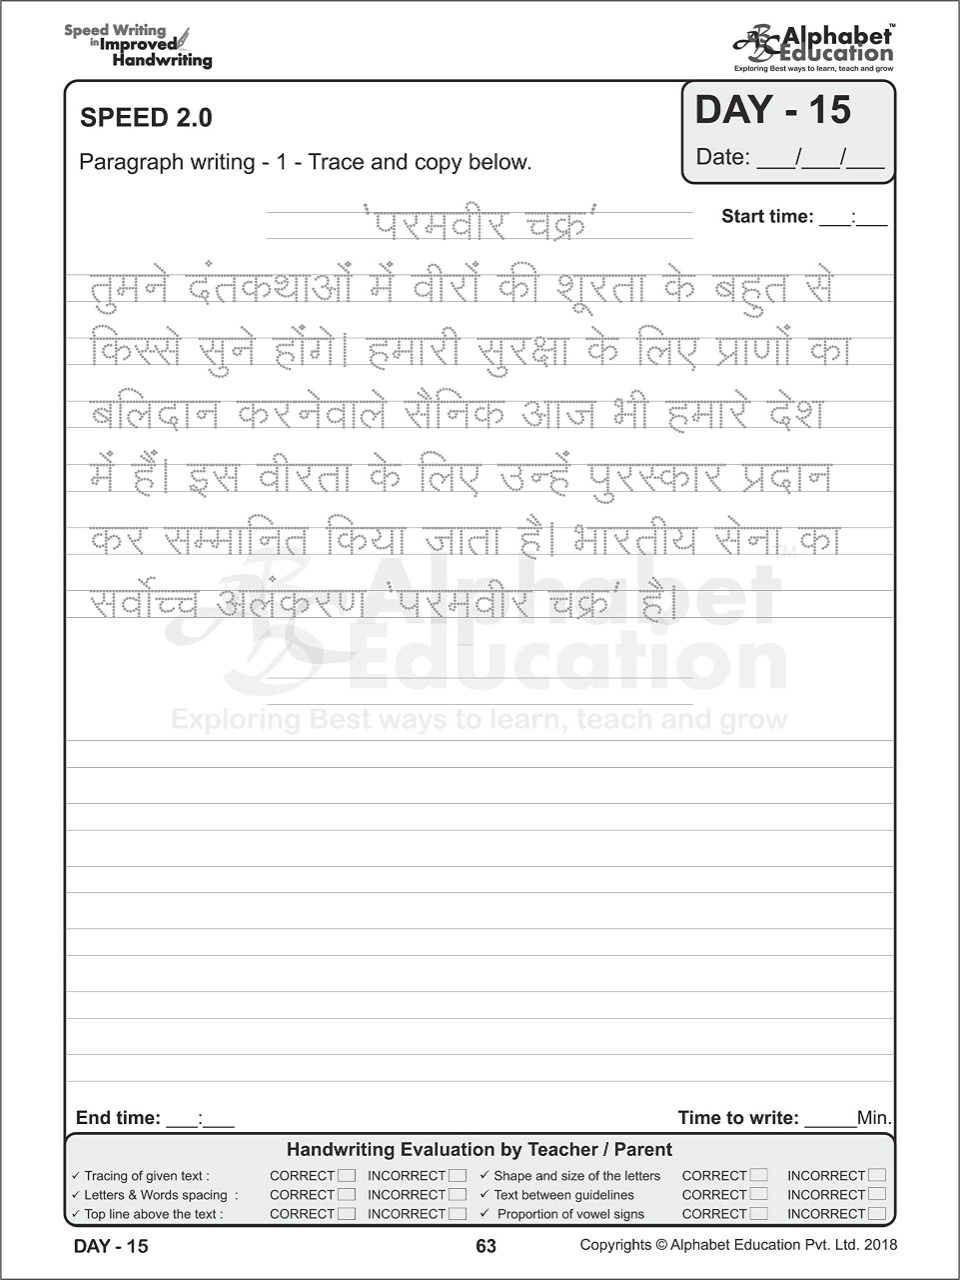 Speed Writing
in Improved
Handwriting
ABC Alphabet Education™
Exploring Best ways to learn, teach and grow
SPEED 2.0
DAY - 15
Paragraph writing - 1 - Trace and copy below.
Date: ___/___/___
'परमवीर चक्र'
Start time: ___:___
तुमने दंतकथाओं में वीरों की शूरता के बहुत से
किस्से सुने होंगे। हमारी सुरक्षा के लिए प्राणों का
बलिदान करनेवाले सैनिक आज भी हमारे देश
में हैं। इस वीरता के लिए उन्हें पुरस्कार प्रदान
कर सम्मानित किया जाता है। भारतीय सेना का
सर्वोच्च अलंकरण 'परमवीर चक्र' है।
ABC Alphabet Education TM
Exploring Best ways to learn, teach and grow
End time: ___:___
Time to write: _____Min.
Handwriting Evaluation by Teacher / Parent
✓ Tracing of given text : CORRECT INCORRECT ✓ Shape and size of the letters CORRECT INCORRECT
✓ Letters & Words spacing : CORRECT INCORRECT ✓ Text between guidelines CORRECT INCORRECT
✓ Top line above the text : CORRECT INCORRECT ✓ Proportion of vowel signs CORRECT INCORRECT
DAY - 15
63
Copyrights © Alphabet Education Pvt. Ltd. 2018